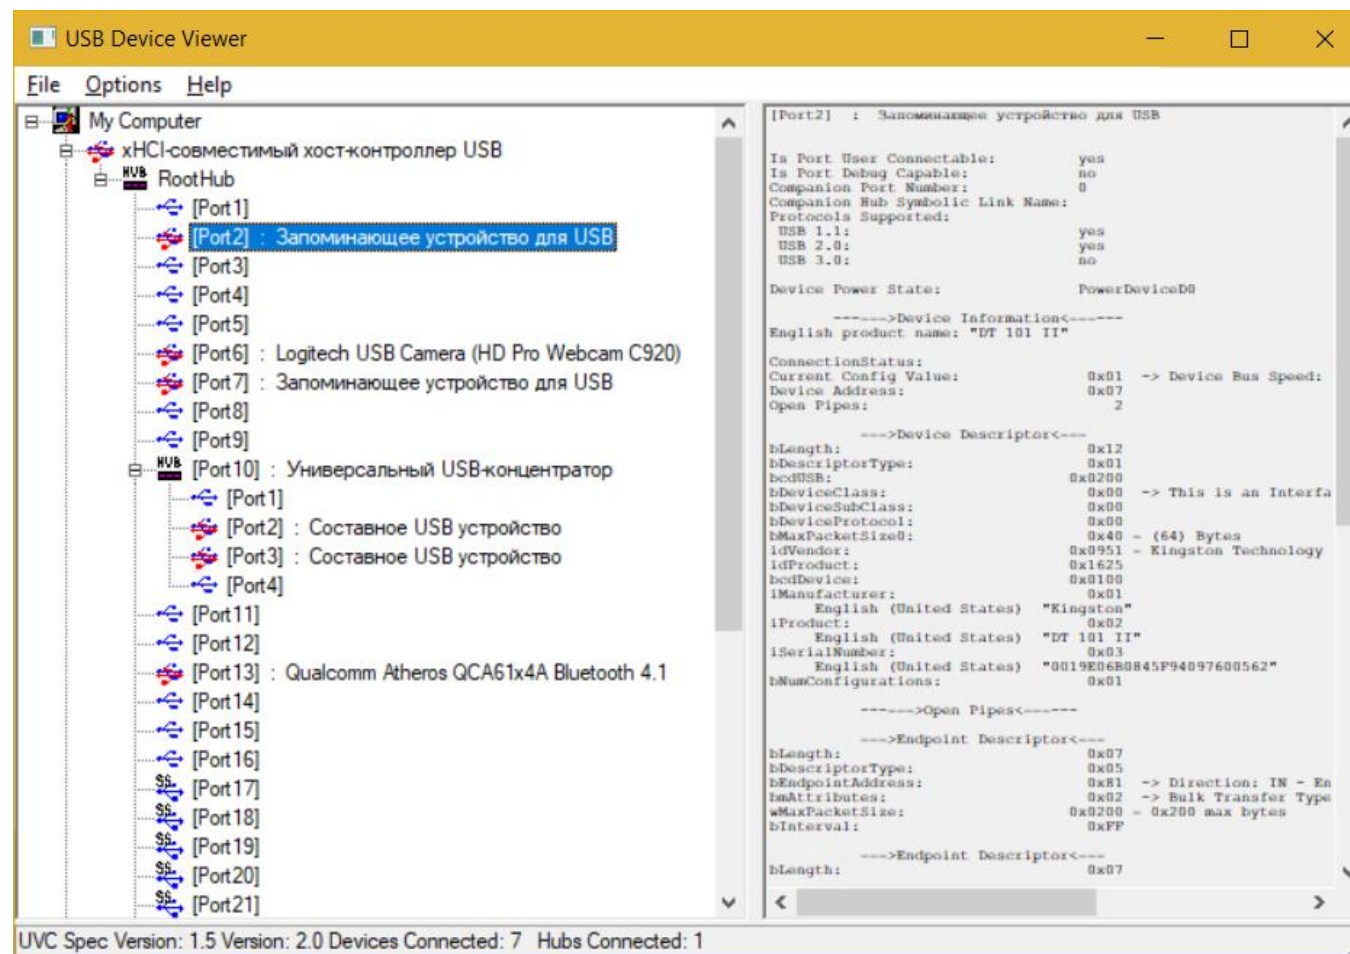 USB Device Viewer
File Options Help
My Computer
xHCI-совместимый хост-контроллер USB
RootHub
[Port1]
[Port2] : Запоминающее устройство для USB
[Port3]
[Port4]
[Port5]
[Port6] : Logitech USB Camera (HD Pro Webcam C920)
[Port7] : Запоминающее устройство для USB
[Port8]
[Port9]
[Port10] : Универсальный USB-концентратор
[Port1]
[Port2] : Составное USB устройство
[Port3] : Составное USB устройство
[Port4]
[Port11]
[Port12]
[Port13] : Qualcomm Atheros QCA61x4A Bluetooth 4.1
[Port14]
[Port15]
[Port16]
[Port17]
[Port18]
[Port19]
[Port20]
[Port21]
[Port2] : Запоминающее устройство для USB
Is Port User Connectable: yes
Is Port Debug Capable: no
Companion Port Number: 0
Companion Hub Symbolic Link Name:
Protocols Supported:
USB 1.1: yes
USB 2.0: yes
USB 3.0: no
Device Power State: PowerDeviceD0
------>Device Information<------
English product name: "DT 101 II"
ConnectionStatus:
Current Config Value: 0x01 -> Device Bus Speed:
Device Address: 0x07
Open Pipes: 2
--->Device Descriptor<---
bLength: 0x12
bDescriptorType: 0x01
bcdUSB: 0x0200
bDeviceClass: 0x00 -> This is an Interfa
bDeviceSubClass: 0x00
bDeviceProtocol: 0x00
bMaxPacketSize0: 0x40 - (64) Bytes
idVendor: 0x0951 - Kingston Technology
idProduct: 0x1625
bcdDevice: 0x0100
iManufacturer: 0x01
English (United States) "Kingston"
iProduct: 0x02
English (United States) "DT 101 II"
iSerialNumber: 0x03
English (United States) "0019E06B0845F94097600562"
bNumConfigurations: 0x01
------>Open Pipes<------
--->Endpoint Descriptor<---
bLength: 0x07
bDescriptorType: 0x05
bEndpointAddress: 0x81 -> Direction: IN - En
bmAttributes: 0x02 -> Bulk Transfer Type
wMaxPacketSize: 0x0200 - 0x200 max bytes
bInterval: 0xFF
--->Endpoint Descriptor<---
bLength: 0x07
UVC Spec Version: 1.5 Version: 2.0 Devices Connected: 7 Hubs Connected: 1